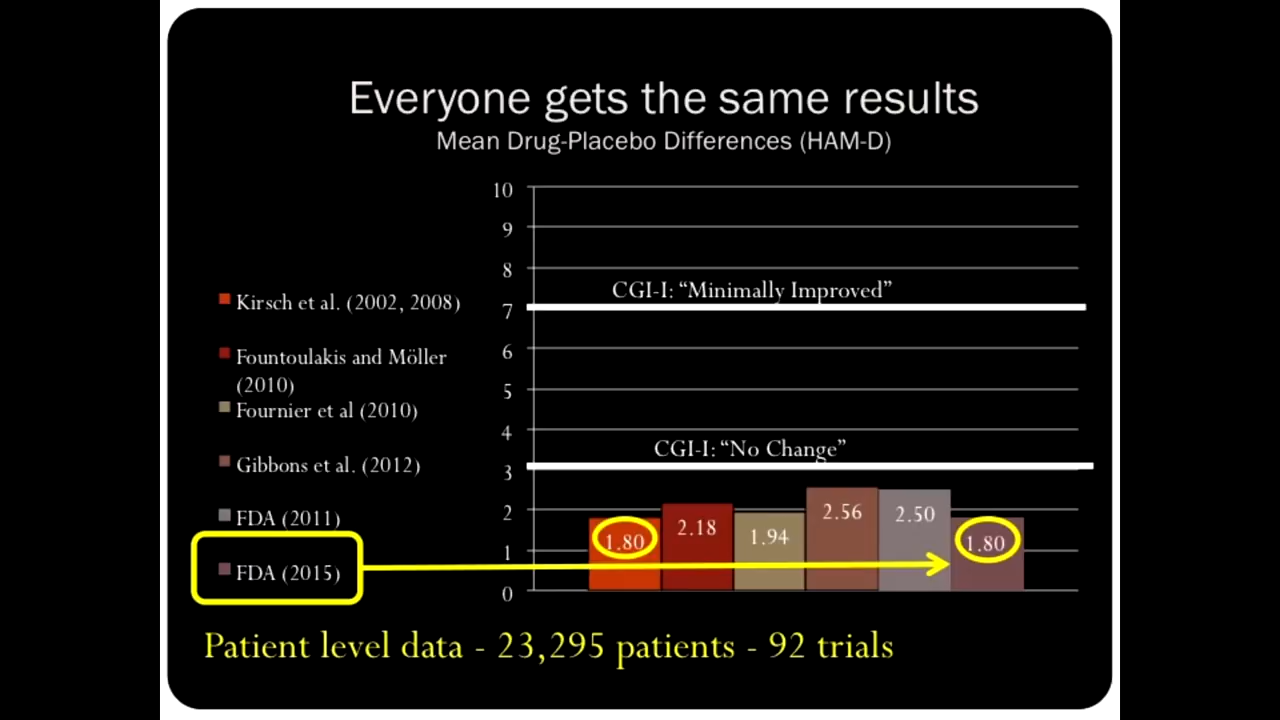 Everyone gets the same results
Mean Drug-Placebo Differences (HAM-D)
Kirsch et al. (2002, 2008)
Fountoulakis and Möller
(2010)
Fournier et al (2010)
Gibbons et al. (2012)
FDA (2011)
FDA (2015)
10
9
8
CGI-I: “Minimally Improved”
7
6
5
4
CGI-I: “No Change”
3
2
1
0
1.80
2.18
1.94
2.56
2.50
1.80
Patient level data - 23,295 patients - 92 trials